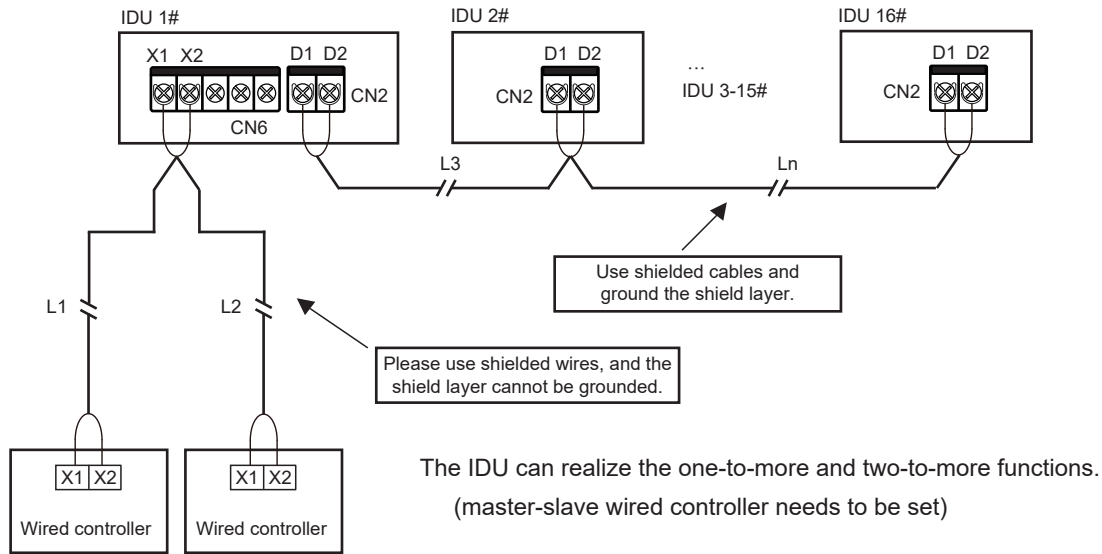 IDU 1#
IDU 2#
IDU 16#
X1 X2
D1 D2
CN2
CN6
D1 D2
CN2
...
IDU 3-15#
D1 D2
CN2
L3
Ln
Use shielded cables and
ground the shield layer.
L1
L2
Please use shielded wires, and the
shield layer cannot be grounded.
X1 X2
Wired controller
X1 X2
Wired controller
The IDU can realize the one-to-more and two-to-more functions.
(master-slave wired controller needs to be set)